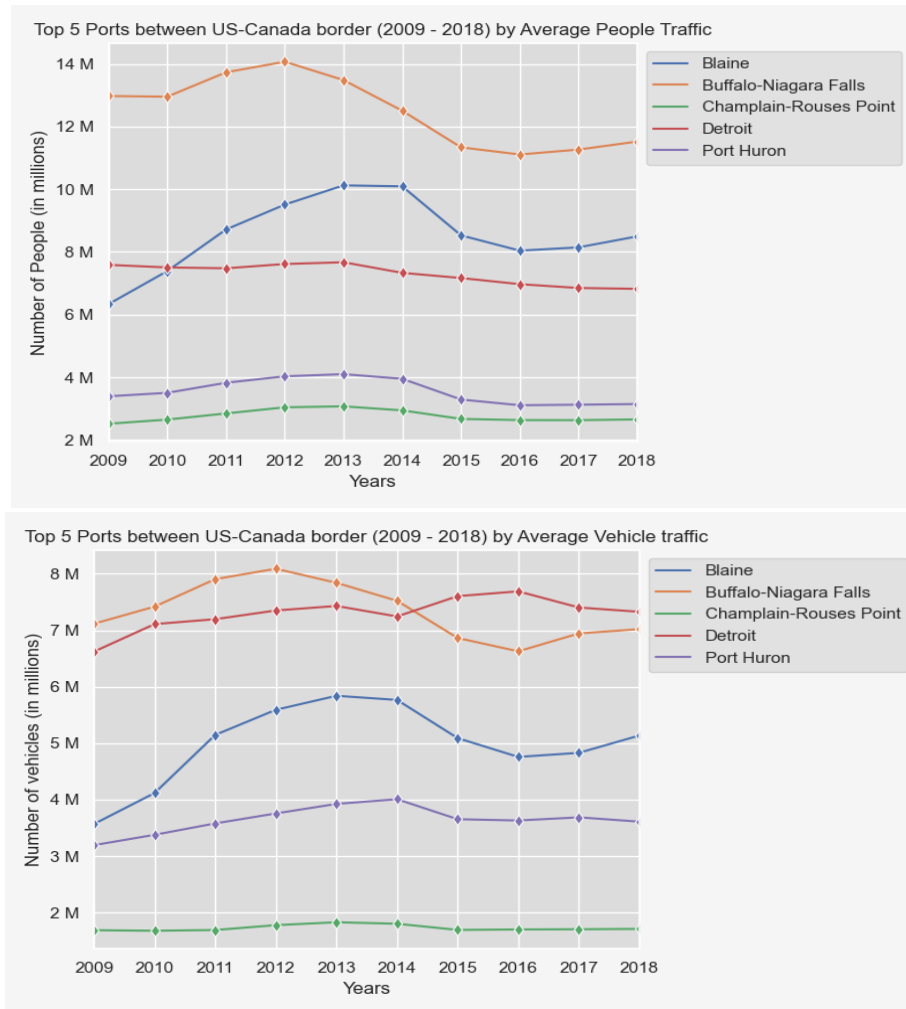 Top 5 Ports between US-Canada border (2009 - 2018) by Average People Traffic
14 M
12 M
10 M
8 M
6 M
4 M
2 M
Number of People (in millions)
2009 2010 2011 2012 2013 2014 2015 2016 2017 2018
Years
Blaine
Buffalo-Niagara Falls
Champlain-Rouses Point
Detroit
Port Huron
Top 5 Ports between US-Canada border (2009 - 2018) by Average Vehicle traffic
8 M
7 M
6 M
5 M
4 M
3 M
2 M
Number of vehicles (in millions)
2009 2010 2011 2012 2013 2014 2015 2016 2017 2018
Years
Blaine
Buffalo-Niagara Falls
Champlain-Rouses Point
Detroit
Port Huron